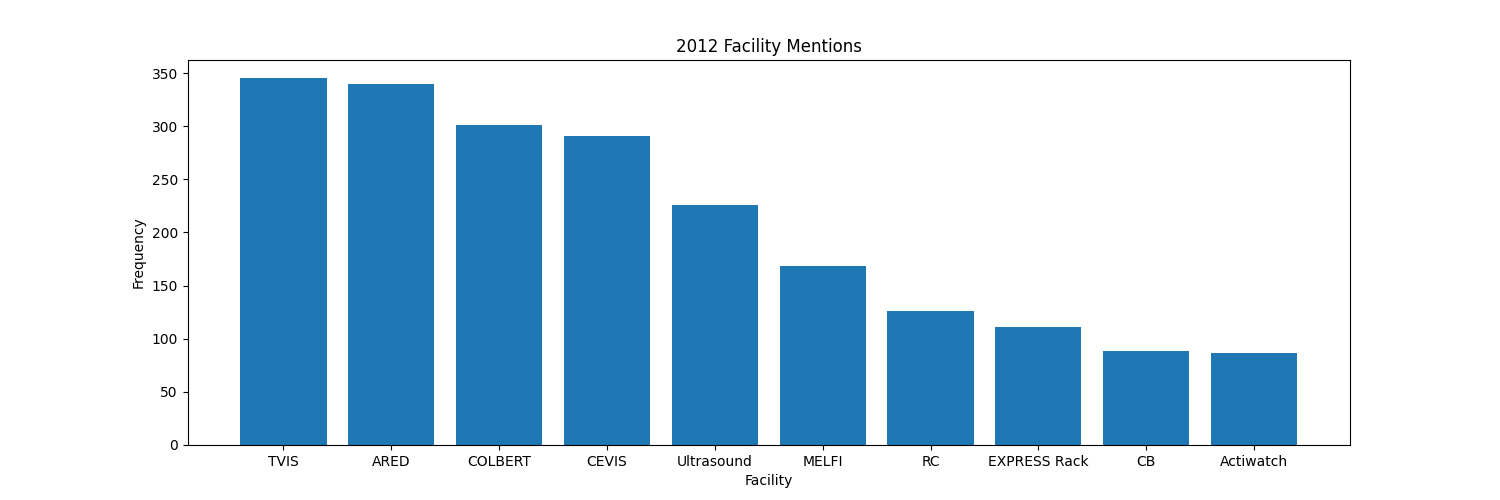 2012 Facility Mentions
Frequency
350
300
250
200
150
100
50
0
TVIS ARED COLBERT CEVIS Ultrasound MELFI RC EXPRESS Rack CB Actiwatch
Facility